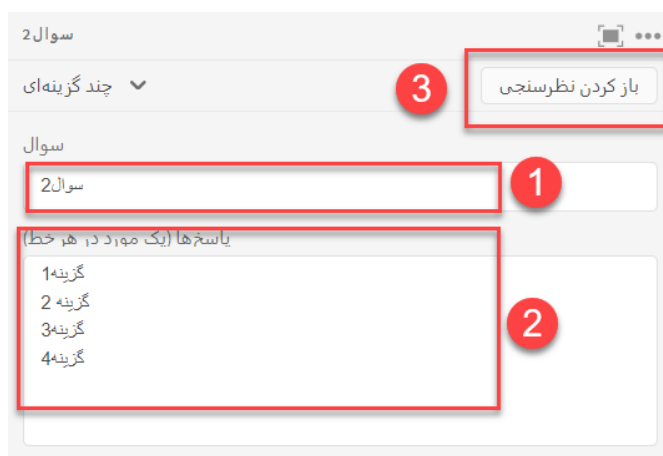 سوال2
چند گزینه‌ای
3
باز کردن نظرسنجی
سوال
سوال2
1
پاسخ‌ها (یک مورد در هر خط)
گزینه1
گزینه 2
گزینه3
گزینه4
2